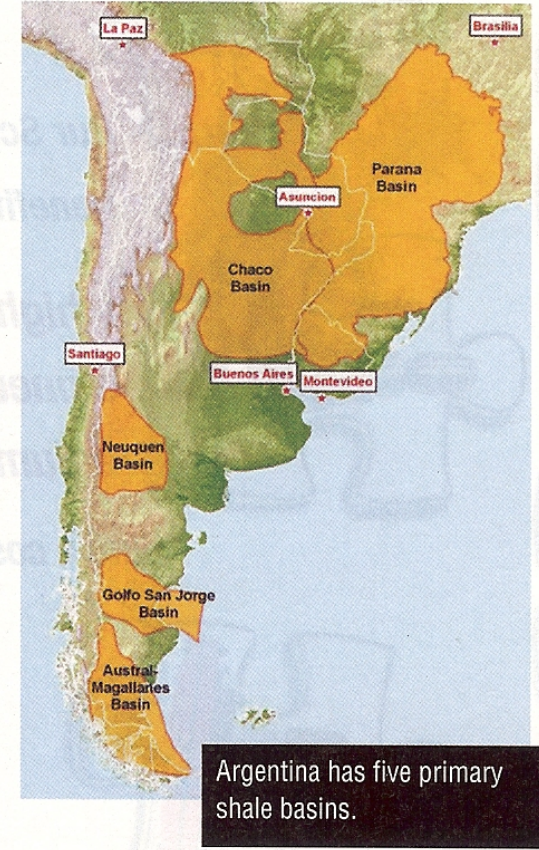 La Paz
Brasilia
Parana
Basin
Asuncion
Chaco
Basin
Santiago
Buenos Aires
Montevideo
Neuquen
Basin
Golfo San Jorge
Basin
Austral-
Magallanes
Basin
Argentina has five primary
shale basins.